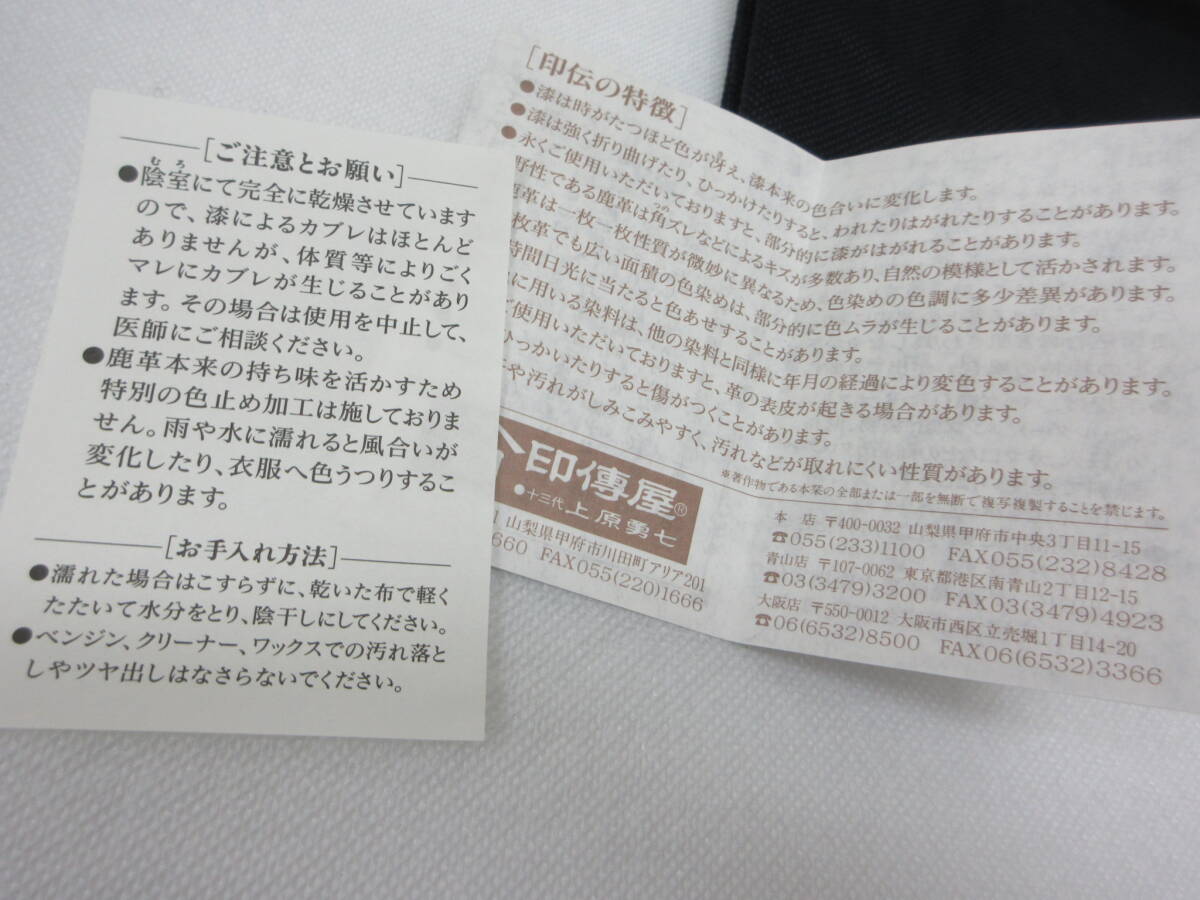 [ご注意とお願い]
●陰室にて完全に乾燥させています
ので、漆によるカブレはほとんど
ありませんが、体質等によりごく
マレにカブレが生じることがあり
ます。その場合は使用を中止して、
医師にご相談ください。
●鹿革本来の持ち味を活かすため
特別の色止め加工は施しておりま
せん。雨や水に濡れると風合いが
変化したり、衣服へ色うつりするこ
とがあります。
[お手入れ方法]
●濡れた場合はこすらずに、乾いた布で軽く
たたいて水分をとり、陰干しにしてください。
●ベンジン、クリーナー、ワックスでの汚れ落と
しやツヤ出しはなさらないでください。
[印伝の特徴]
●漆は時がたつほど色が冴え、漆本来の色合いに変化します。
●漆は強く折り曲げたり、ひっかけたりすると、われたりはがれたりすることがあります。
●永くご使用いただいておりますと、部分的に漆がはがれることがあります。
野性である鹿革は角ズレなどによるキズが多数あり、自然の模様として活かされます。
革は一枚一枚性質が微妙に異なるため、色染めの色調に多少差異があります。
枚革でも広い面積の色染めは、部分的に色ムラが生じることがあります。
時間日光に当たると色あせすることがあります。
に用いる染料は、他の染料と同様に年月の経過により変色することがあります。
ご使用いただいておりますと、革の表皮が起きる場合があります。
ひっかいたりすると傷がつくことがあります。
や汚れがしみこみやすく、汚れなどが取れにくい性質があります。
※著作物である本栞の全部または一部を無断で複写複製することを禁じます。
印傳屋®
●十三代 上原勇七
1 山梨県甲府市川田町アリア201
660 FAX055(220)1666
本 店 〒400-0032 山梨県甲府市中央3丁目11-15
☎055(233)1100 FAX055(232)8428
青山店 〒107-0062 東京都港区南青山2丁目12-15
☎03(3479)3200 FAX03(3479)4923
大阪店 〒550-0012 大阪市西区立売堀1丁目14-20
☎06(6532)8500 FAX06(6532)3366